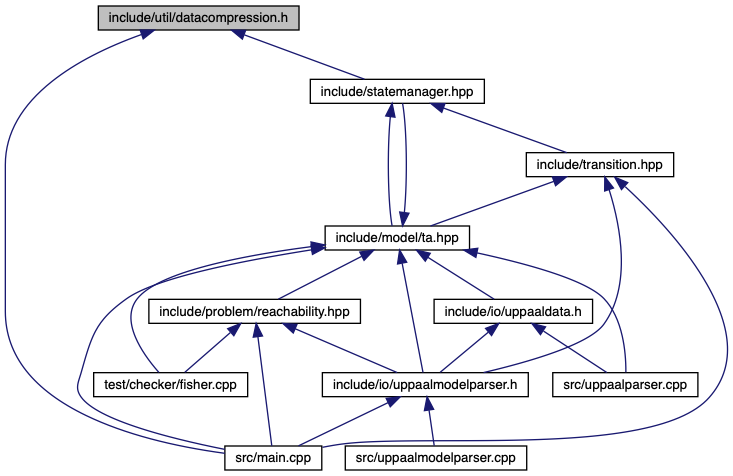 include/util/datacompression.h
include/statemanager.hpp
include/transition.hpp
include/model/ta.hpp
include/problem/reachability.hpp
include/io/uppaaldata.h
test/checker/fisher.cpp
include/io/uppaalmodelparser.h
src/uppaalparser.cpp
src/main.cpp
src/uppaalmodelparser.cpp